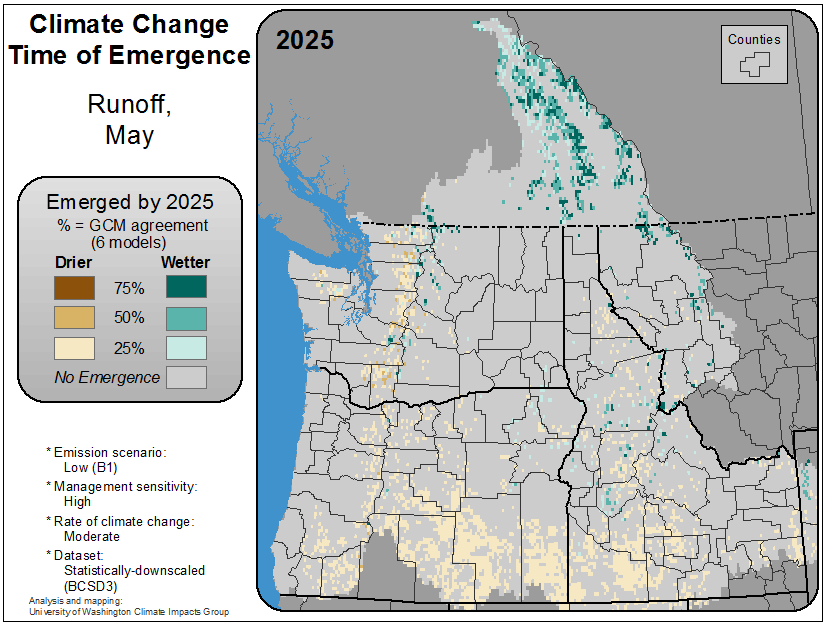 Climate Change
Time of Emergence
Runoff,
May
Emerged by 2025
% = GCM agreement
(6 models)
Drier Wetter
75%
50%
25%
No Emergence
* Emission scenario:
Low (B1)
* Management sensitivity:
High
* Rate of climate change:
Moderate
* Dataset:
Statistically-downscaled
(BCSD3)
Analysis and mapping:
University of Washington Climate Impacts Group
2025
Counties